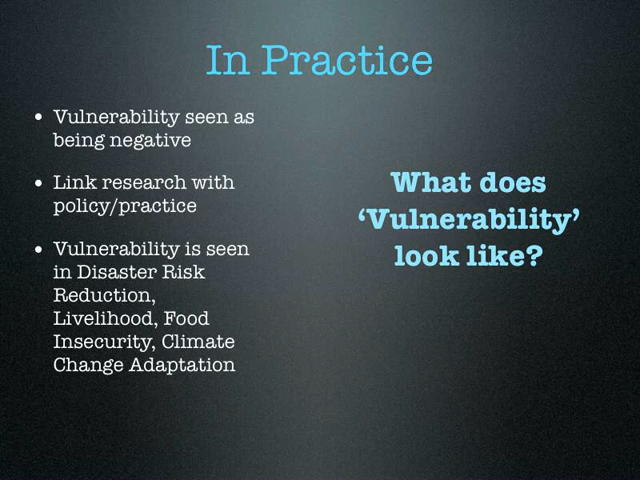 In Practice
• Vulnerability seen as
being negative
• Link research with
policy/practice
• Vulnerability is seen
in Disaster Risk
Reduction,
Livelihood, Food
Insecurity, Climate
Change Adaptation
What does
‘Vulnerability’
look like?